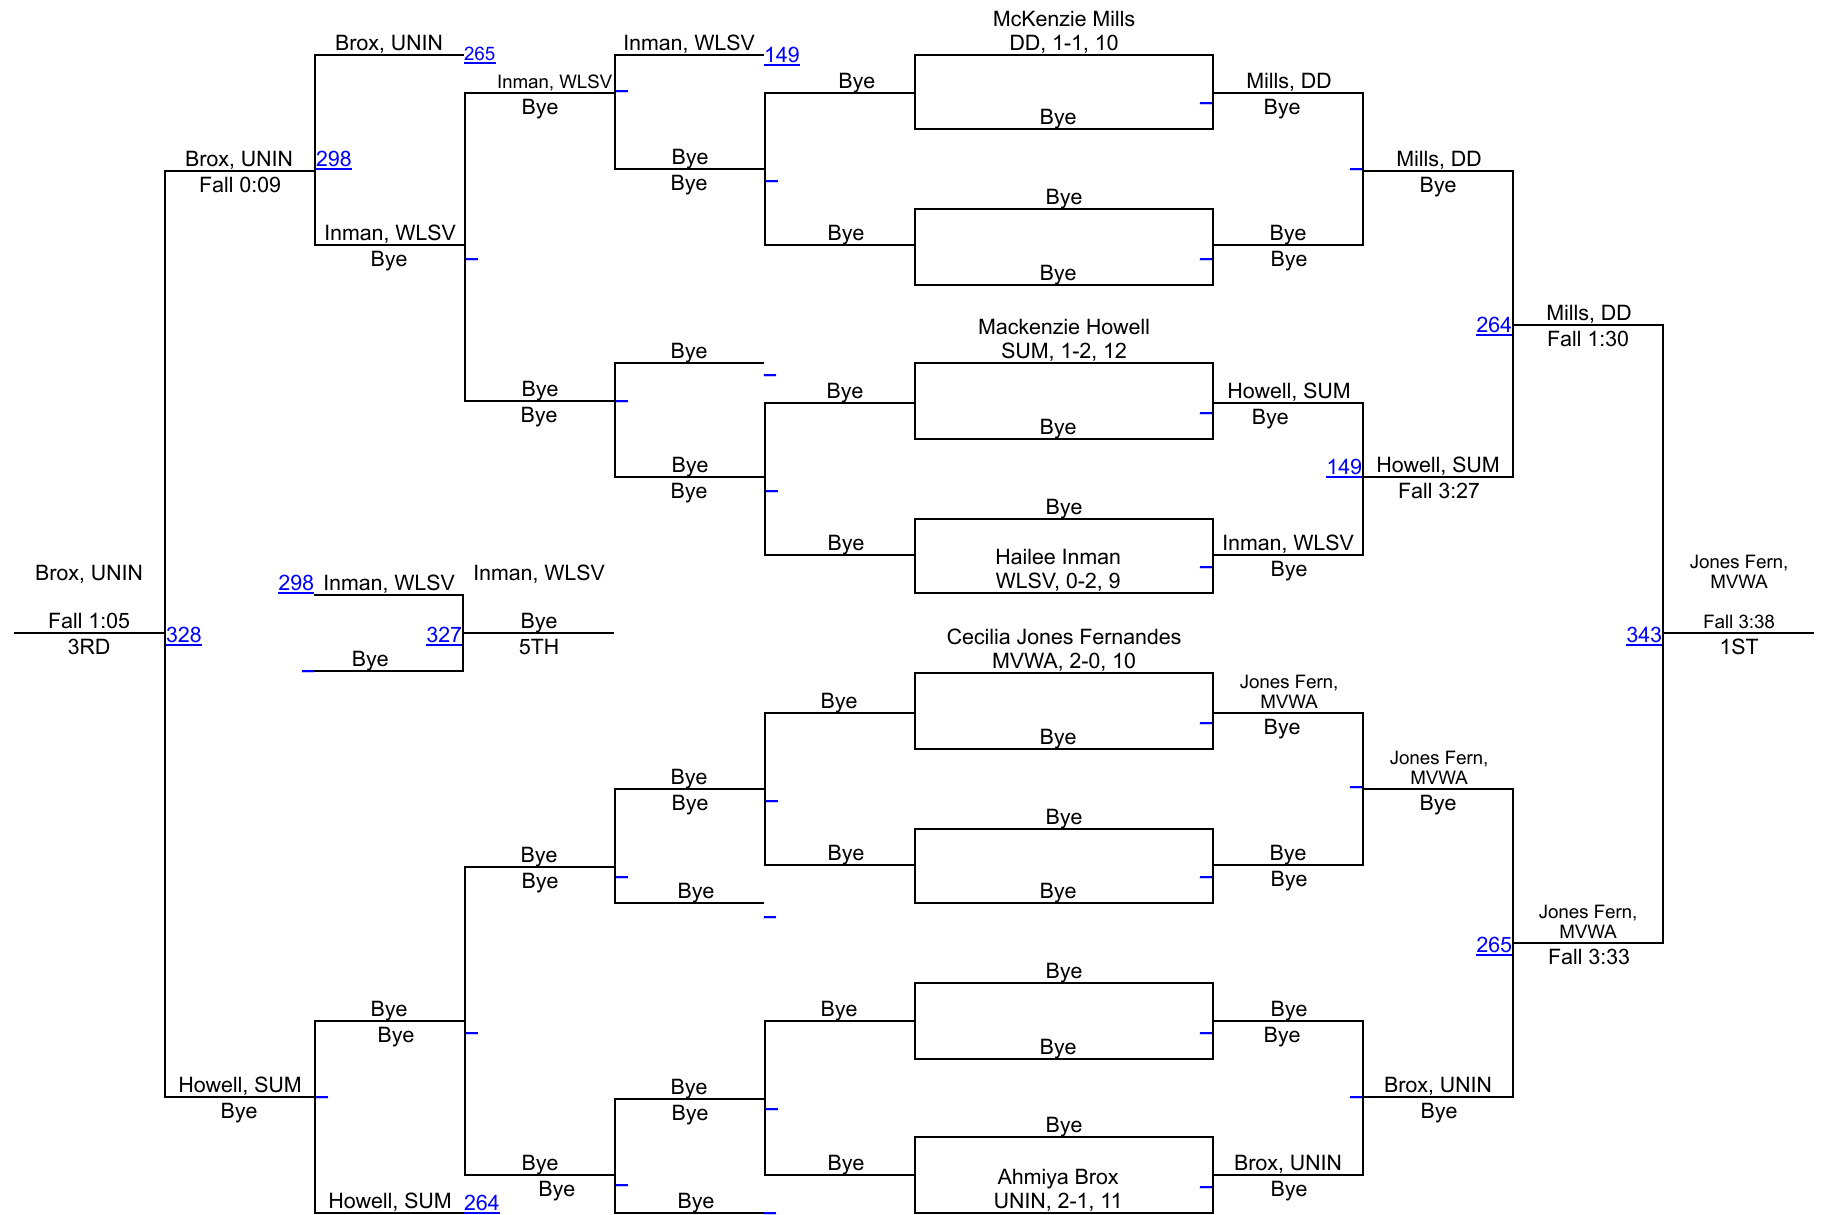 McKenzie Mills
Brox, UNIN
265
Inman, WLSV
149
DD, 1-1, 10
Inman, WLSV
Bye
Bye
Mills, DD
Bye
Bye
Bye
Brox, UNIN
298
Fall 0:09
Bye
Bye
Mills, DD
Bye
Bye
Inman, WLSV
Bye
Bye
Bye
Bye
Bye
Bye
Mackenzie Howell
SUM, 1-2, 12
264
Mills, DD
Fall 1:30
Bye
Bye
Bye
Bye
Howell, SUM
Bye
Bye
Bye
Bye
149
Howell, SUM
Fall 3:27
Bye
Bye
Hailee Inman
WLSV, 0-2, 9
Inman, WLSV
Bye
Brox, UNIN
Fall 1:05
3RD
328
298
Inman, WLSV
Inman, WLSV
327
Bye
5TH
Bye
Jones Fern,
MVWA
Fall 3:38
1ST
343
Cecilia Jones Fernandes
MVWA, 2-0, 10
Bye
Bye
Jones Fern,
MVWA
Bye
Bye
Bye
Jones Fern,
MVWA
Bye
Bye
Bye
Bye
Bye
Bye
Bye
Bye
Bye
265
Jones Fern,
MVWA
Fall 3:33
Bye
Bye
Bye
Bye
Bye
Bye
Bye
Howell, SUM
Bye
Bye
Bye
Brox, UNIN
Bye
Bye
Bye
Bye
Bye
Ahmiya Brox
UNIN, 2-1, 11
Brox, UNIN
Bye
Howell, SUM
264
Bye